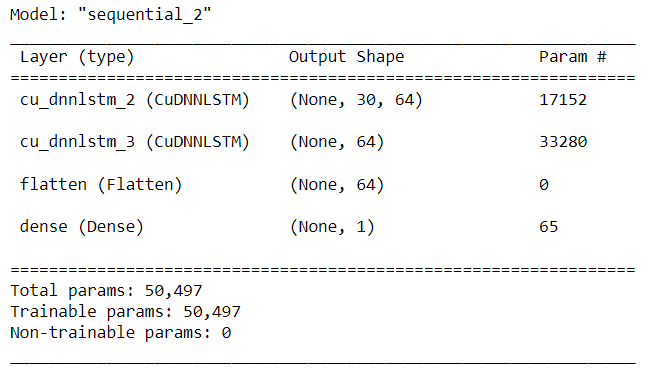 Model: "sequential_2"
_________________________________________________________________
Layer (type) Output Shape Param #
=================================================================
cu_dnnlstm_2 (CuDNNLSTM) (None, 30, 64) 17152
cu_dnnlstm_3 (CuDNNLSTM) (None, 64) 33280
flatten (Flatten) (None, 64) 0
dense (Dense) (None, 1) 65
=================================================================
Total params: 50,497
Trainable params: 50,497
Non-trainable params: 0
_________________________________________________________________